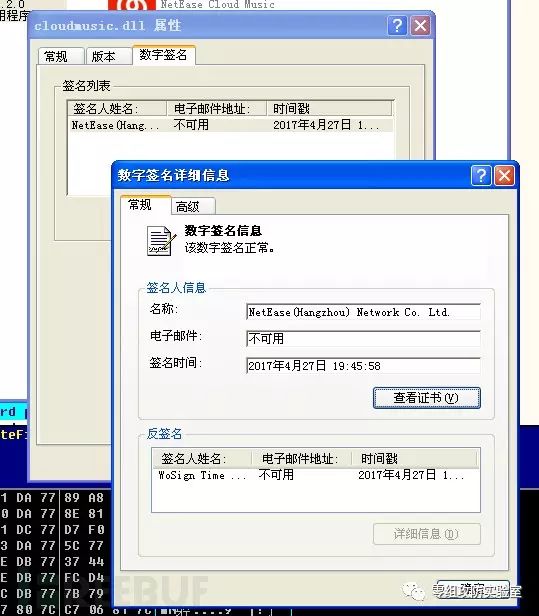 .2.0
NetEase Cloud Music
用程序
cloudmusic.dll 属性
常规 版本 数字签名
签名列表
签名人姓名: 电子邮件地址: 时间戳
NetEase(Hang... 不可用 2017年4月27日 1...
数字签名详细信息
常规 高级
数字签名信息
该数字签名正常。
签名人信息
名称: NetEase(Hangzhou) Network Co. Ltd.
电子邮件: 不可用
签名时间: 2017年4月27日 19:45:58
查看证书(V)
反签名
签名人姓名: 电子邮件地址: 时间戳
WoSign Time ... 不可用 2017年4月27日 1...
详细信息(D)
确定
rd
teF
1 DA 77 89 A8
0 DA 77 8E 81
1 DC 77 D7 F0
3 DA 77 5C 77
E DB 77 37 44
E DB 77 FC D4
C DB 77 7B 79
7 80 7C C7 06
零组攻防实验室